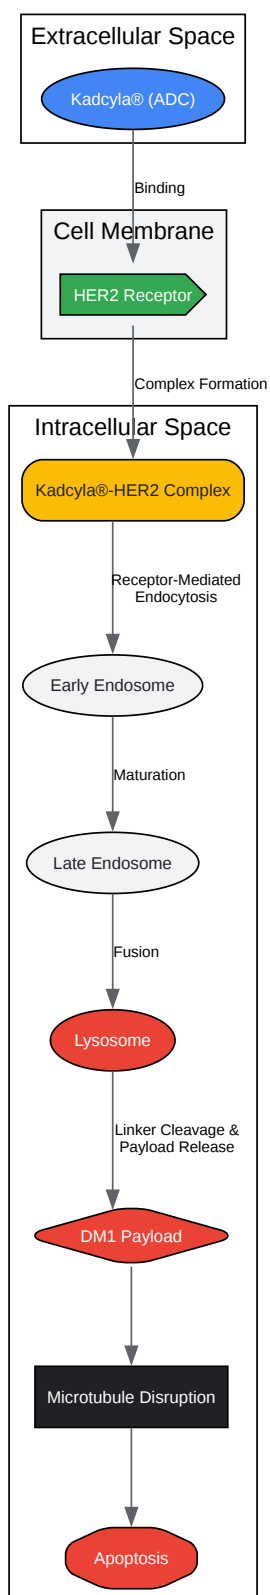 Extracellular Space
Kadcyla® (ADC)
Binding
Cell Membrane
HER2 Receptor
Complex Formation
Intracellular Space
Kadcyla®-HER2 Complex
Receptor-Mediated
Endocytosis
Early Endosome
Maturation
Late Endosome
Fusion
Lysosome
Linker Cleavage &
Payload Release
DM1 Payload
Microtubule Disruption
Apoptosis